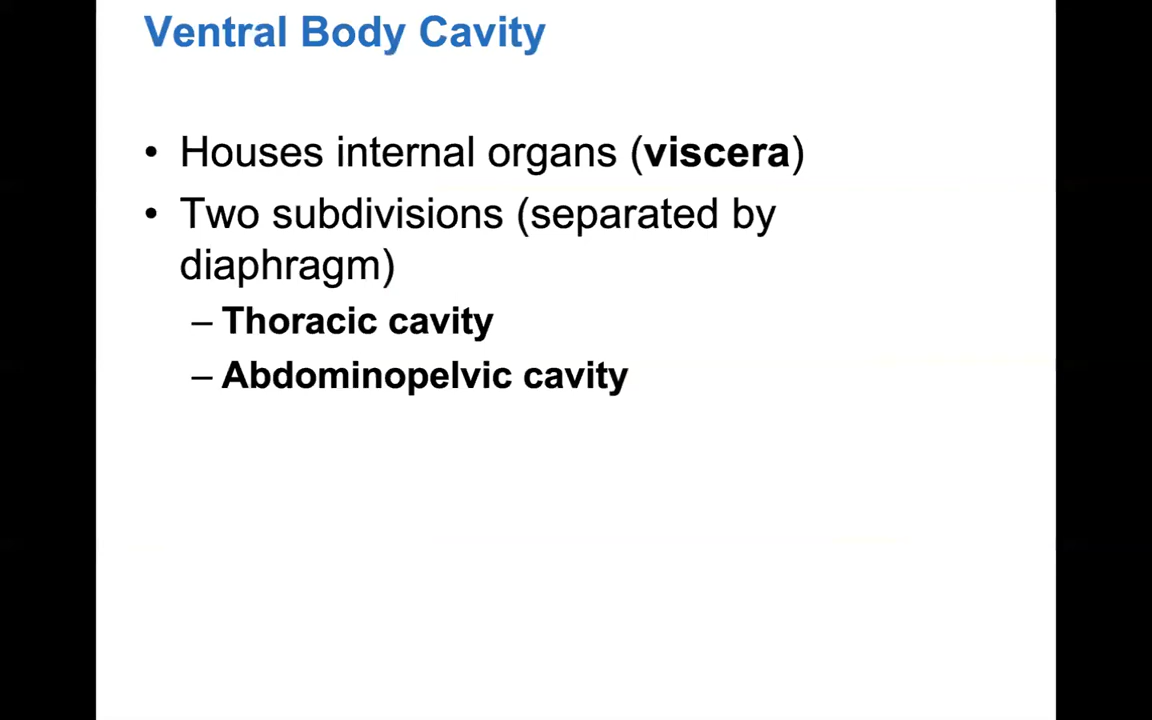 Ventral Body Cavity
• Houses internal organs (viscera)
• Two subdivisions (separated by
diaphragm)
– Thoracic cavity
– Abdominopelvic cavity